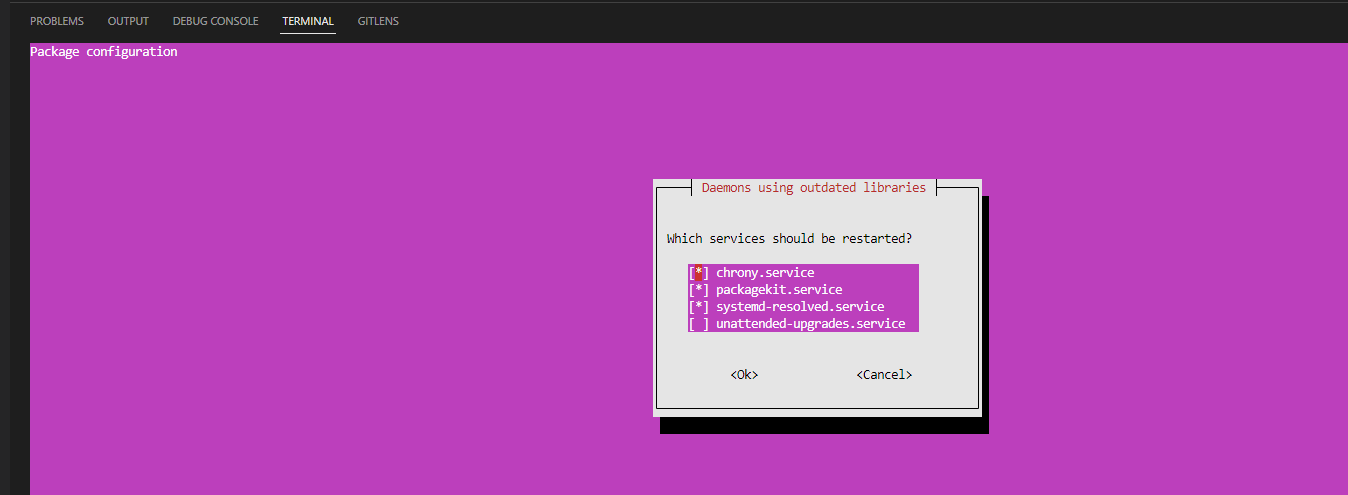 PROBLEMS OUTPUT DEBUG CONSOLE TERMINAL GITLENS
Package configuration
Daemons using outdated libraries
Which services should be restarted?
[*] chrony.service
[*] packagekit.service
[*] systemd-resolved.service
[ ] unattended-upgrades.service
<Ok> <Cancel>